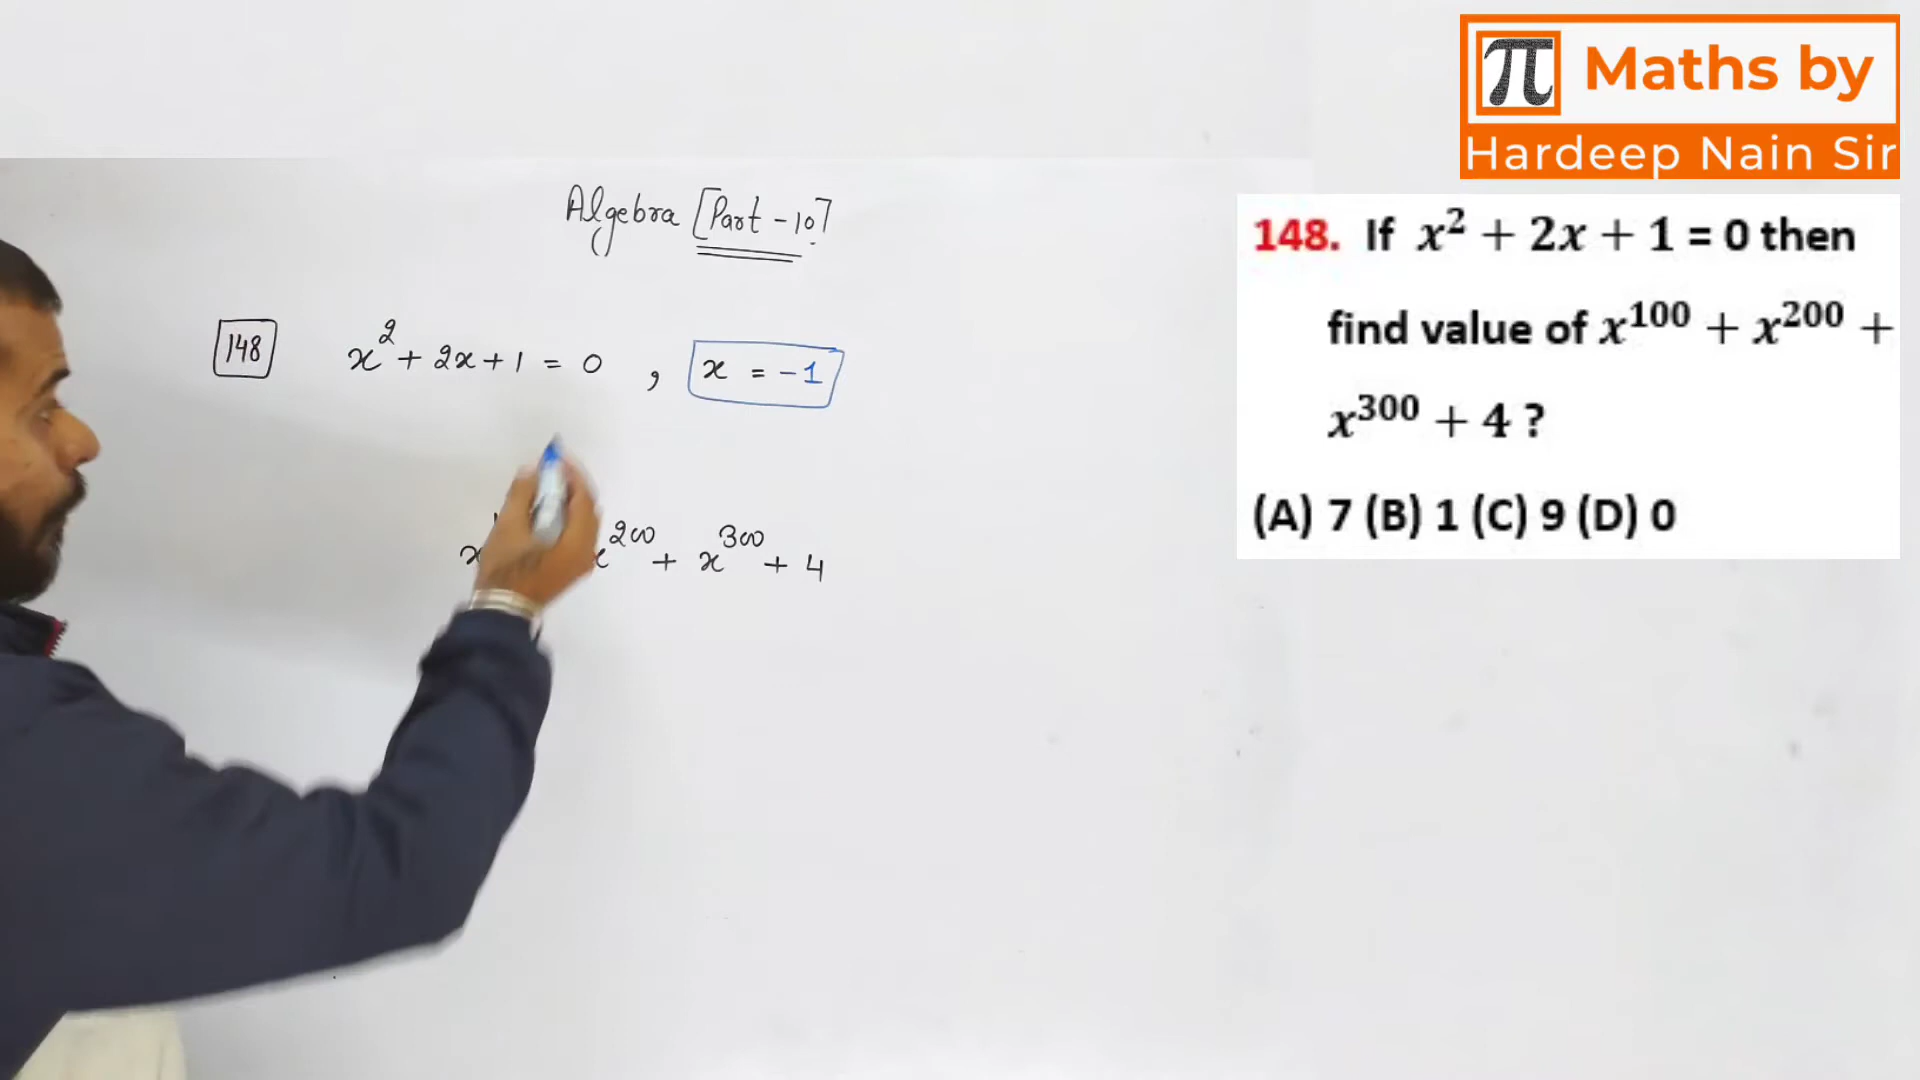 π Maths by
Hardeep Nain Sir
Algebra [Part - 10]
148 x² + 2x + 1 = 0 , x = -1
x²⁰⁰ + x³⁰⁰ + 4
148. If x² + 2x + 1 = 0 then
find value of x¹⁰⁰ + x²⁰⁰ +
x³⁰⁰ + 4 ?
(A) 7 (B) 1 (C) 9 (D) 0